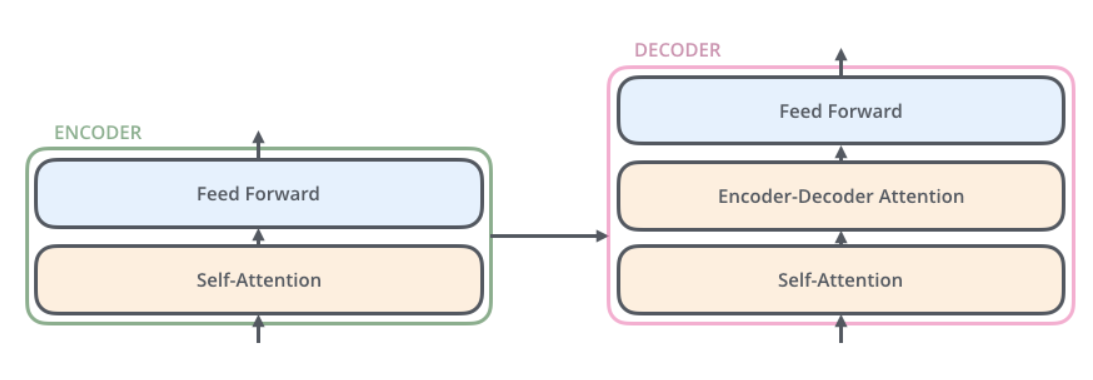 ENCODER
Feed Forward
Self-Attention
DECODER
Feed Forward
Encoder-Decoder Attention
Self-Attention